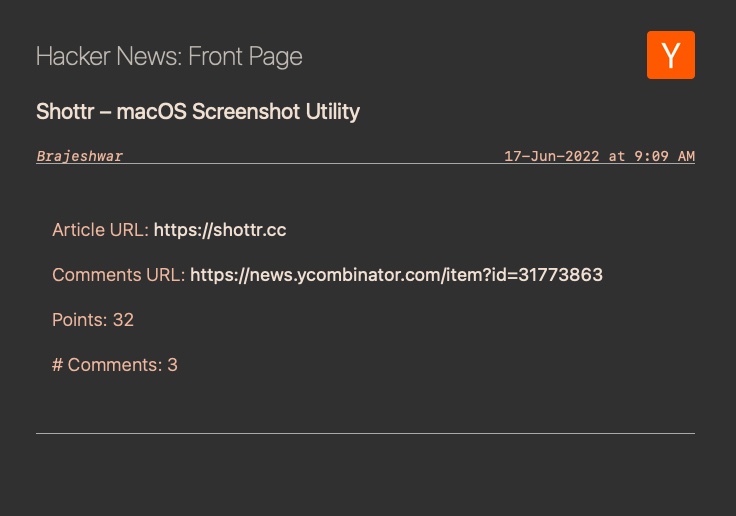 Hacker News: Front Page
Y
Shottr – macOS Screenshot Utility
Brajeshwar 17-Jun-2022 at 9:09 AM
Article URL: https://shottr.cc
Comments URL: https://news.ycombinator.com/item?id=31773863
Points: 32
# Comments: 3